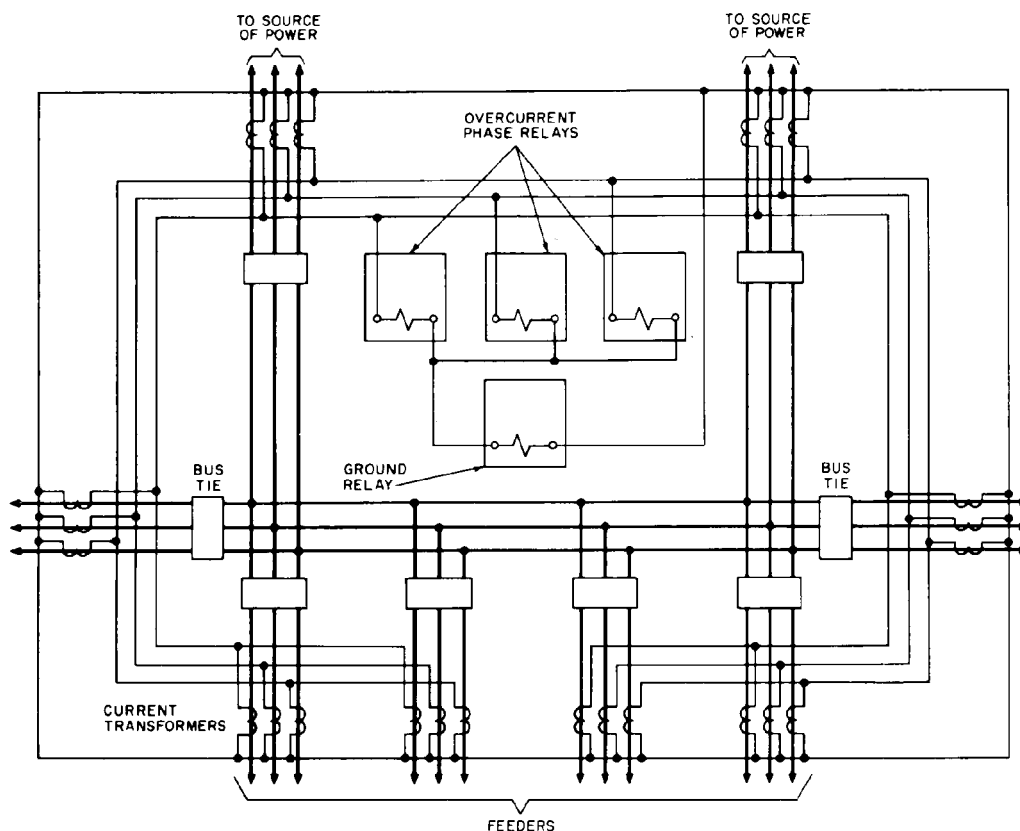 TO SOURCE
OF POWER
TO SOURCE
OF POWER
OVERCURRENT
PHASE RELAYS
GROUND
RELAY
BUS
TIE
BUS
TIE
CURRENT
TRANSFORMERS
FEEDERS